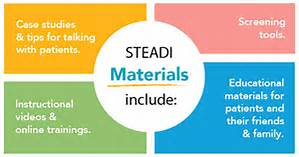 Case studies
& tips for talking
with patients.
Screening
tools.
STEADI
Materials
include:
Instructional
videos &
online trainings.
Educational
materials for
patients and
their friends
& family.